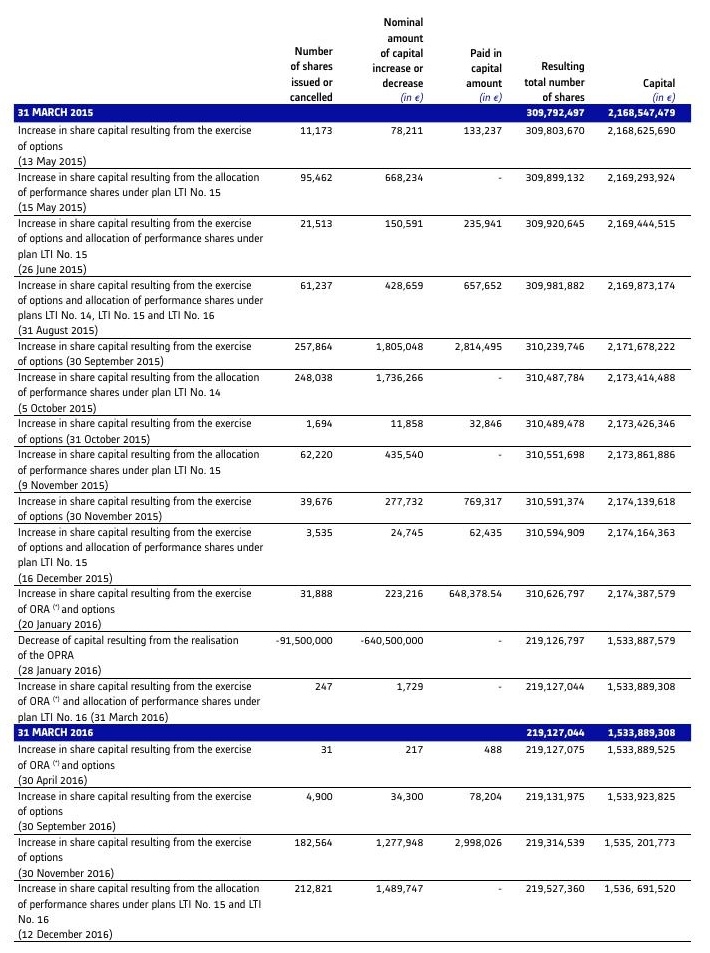 Nominal
amount
Number of capital Paid in
of shares increase or capital Resulting
issued or decrease amount total number Capital
cancelled (in €) (in €) of shares (in €)
31 MARCH 2015 309,792,497 2,168,547,479
Increase in share capital resulting from the exercise 11,173 78,211 133,237 309,803,670 2,168,625,690
of options
(13 May 2015)
Increase in share capital resulting from the allocation 95,462 668,234 - 309,899,132 2,169,293,924
of performance shares under plan LTI No. 15
(15 May 2015)
Increase in share capital resulting from the exercise 21,513 150,591 235,941 309,920,645 2,169,444,515
of options and allocation of performance shares under
plan LTI No. 15
(26 June 2015)
Increase in share capital resulting from the exercise 61,237 428,659 657,652 309,981,882 2,169,873,174
of options and allocation of performance shares under
plans LTI No. 14, LTI No. 15 and LTI No. 16
(31 August 2015)
Increase in share capital resulting from the exercise 257,864 1,805,048 2,814,495 310,239,746 2,171,678,222
of options (30 September 2015)
Increase in share capital resulting from the allocation 248,038 1,736,266 - 310,487,784 2,173,414,488
of performance shares under plan LTI No. 14
(5 October 2015)
Increase in share capital resulting from the exercise 1,694 11,858 32,846 310,489,478 2,173,426,346
of options (31 October 2015)
Increase in share capital resulting from the allocation 62,220 435,540 - 310,551,698 2,173,861,886
of performance shares under plan LTI No. 15
(9 November 2015)
Increase in share capital resulting from the exercise 39,676 277,732 769,317 310,591,374 2,174,139,618
of options (30 November 2015)
Increase in share capital resulting from the exercise 3,535 24,745 62,435 310,594,909 2,174,164,363
of options and allocation of performance shares under
plan LTI No. 15
(16 December 2015)
Increase in share capital resulting from the exercise 31,888 223,216 648,378.54 310,626,797 2,174,387,579
of ORA (*) and options
(20 January 2016)
Decrease of capital resulting from the realisation -91,500,000 -640,500,000 219,126,797 1,533,887,579
of the OPRA
(28 January 2016)
Increase in share capital resulting from the exercise 247 1,729 - 219,127,044 1,533,889,308
of ORA (*) and allocation of performance shares under
plan LTI No. 16 (31 March 2016)
31 MARCH 2016 219,127,044 1,533,889,308
Increase in share capital resulting from the exercise 31 217 488 219,127,075 1,533,889,525
of ORA (*) and options
(30 April 2016)
Increase in share capital resulting from the exercise 4,900 34,300 78,204 219,131,975 1,533,923,825
of options
(30 September 2016)
Increase in share capital resulting from the exercise 182,564 1,277,948 2,998,026 219,314,539 1,535, 201,773
of options
(30 November 2016)
Increase in share capital resulting from the allocation 212,821 1,489,747 - 219,527,360 1,536, 691,520
of performance shares under plans LTI No. 15 and LTI
No. 16
(12 December 2016)